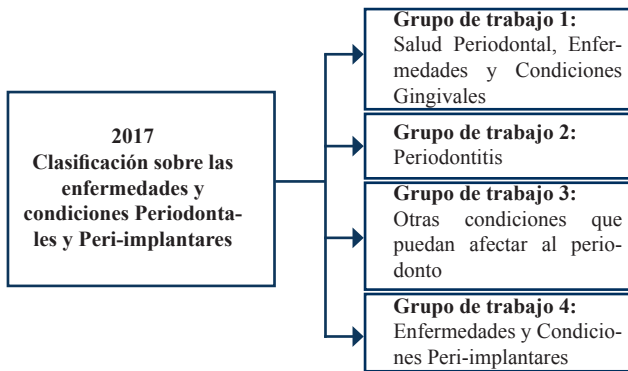 2017
Clasificación sobre las
enfermedades y
condiciones Periodonta-
les y Peri-implantares
Grupo de trabajo 1:
Salud Periodontal, Enfer-
medades y Condiciones
Gingivales
Grupo de trabajo 2:
Periodontitis
Grupo de trabajo 3:
Otras condiciones que
puedan afectar al perio-
donto
Grupo de trabajo 4:
Enfermedades y Condicio-
nes Peri-implantares